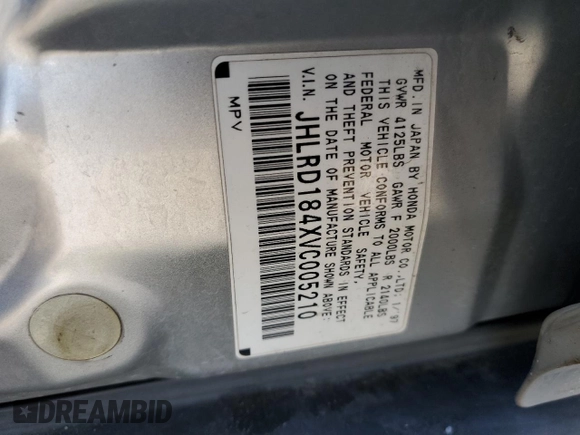 MFD. IN JAPAN BY HONDA MOTOR CO., LTD. 1/'97
GVWR 4125LBS GAWR F 2000LBS R 2140LBS
THIS VEHICLE CONFORMS TO ALL APPLICABLE
FEDERAL MOTOR VEHICLE SAFETY,
AND THEFT PREVENTION STANDARDS IN EFFECT
ON THE DATE OF MANUFACTURE SHOWN ABOVE:
V.I.N. JHLRD184XVC005210
MPV
DREAMBID